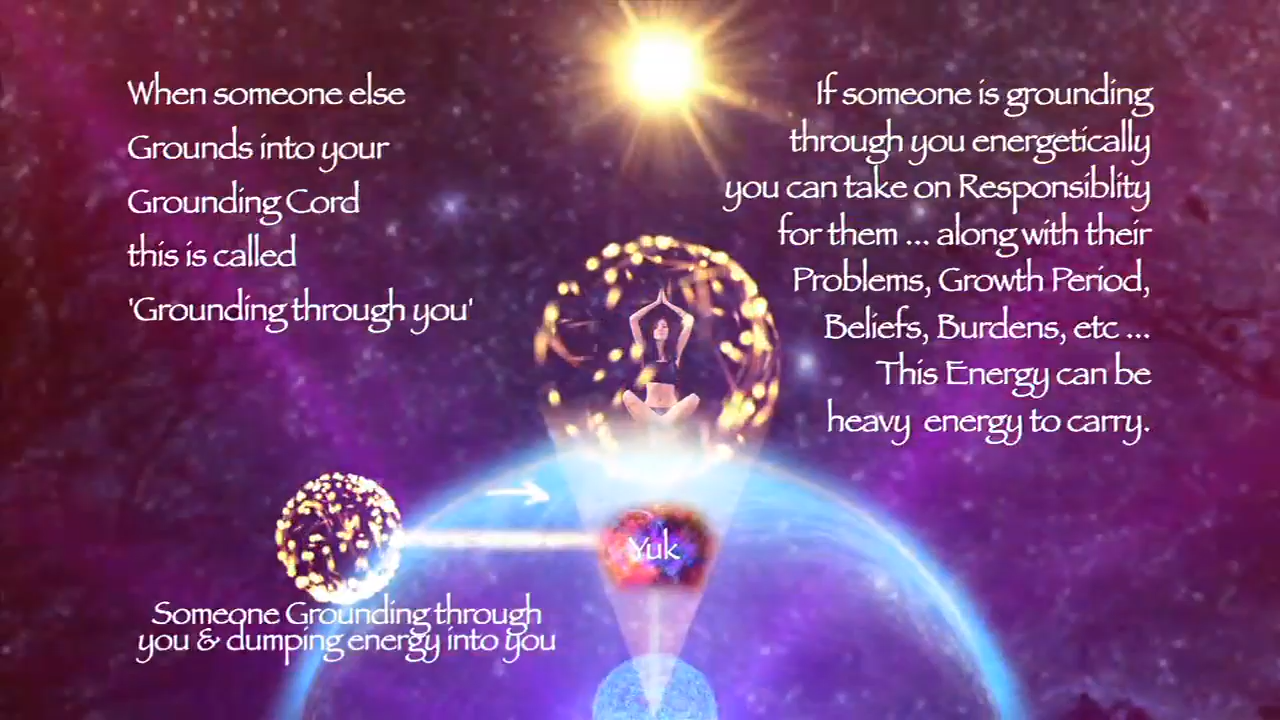 When someone else
Grounds into your
Grounding Cord
this is called
'Grounding through you'
If someone is grounding
through you energetically
you can take on Responsiblity
for them ... along with their
Problems, Growth Period,
Beliefs, Burdens, etc ...
This Energy can be
heavy energy to carry.
Yuk
Someone Grounding through
you & dumping energy into you